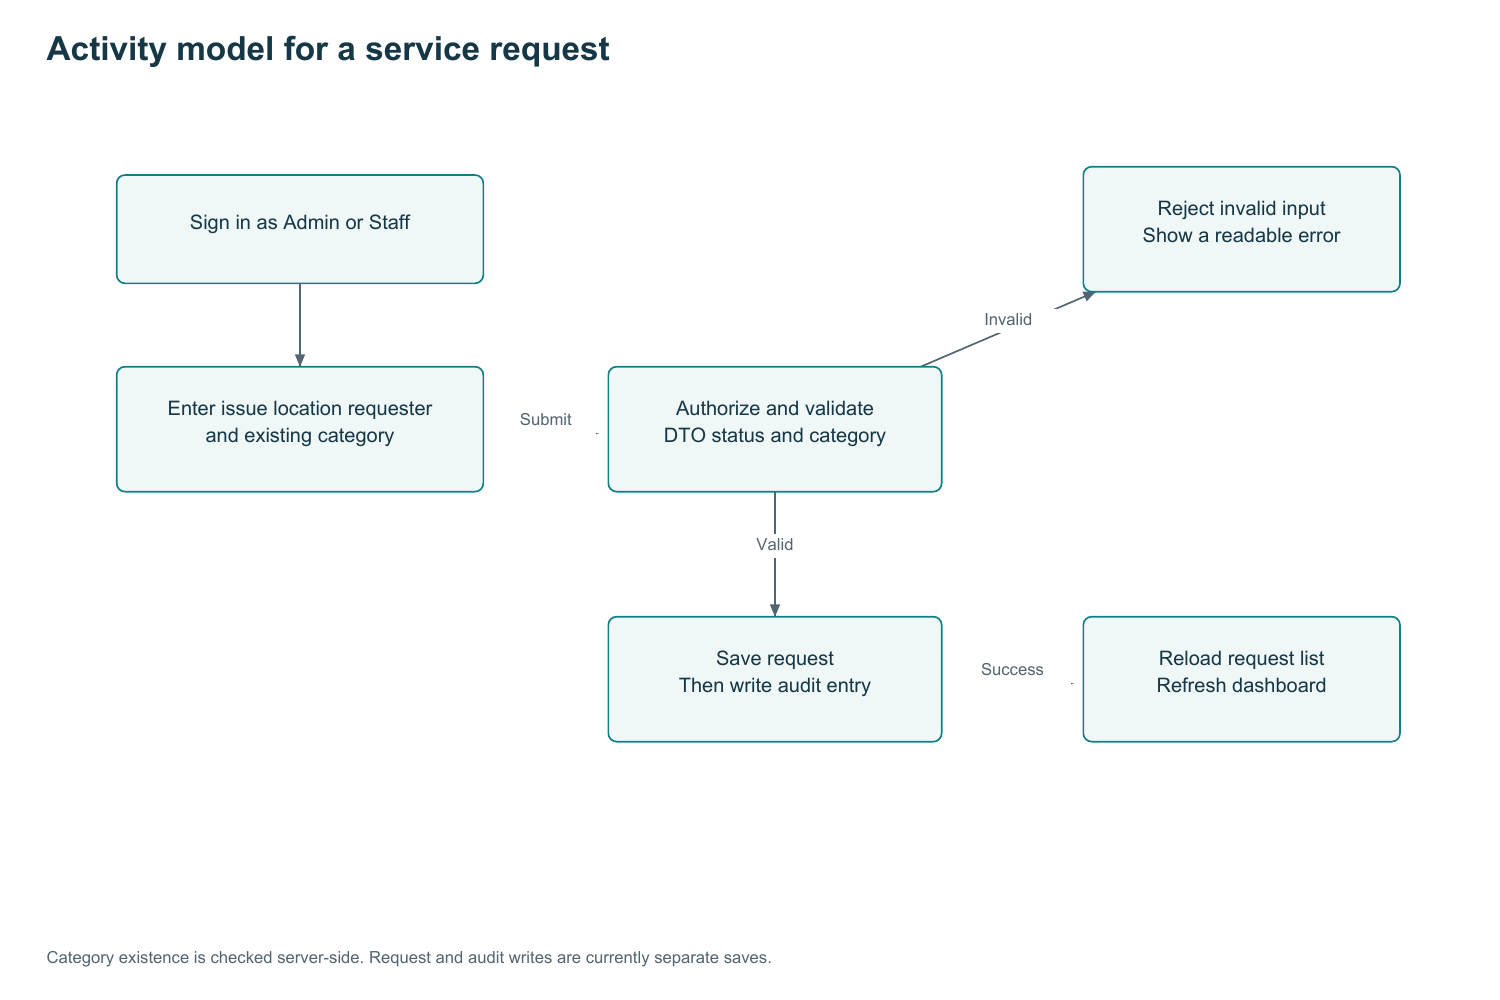 Activity model for a service request
Sign in as Admin or Staff
Reject invalid input
Show a readable error
Invalid
Enter issue location requester
and existing category
Submit
Authorize and validate
DTO status and category
Valid
Save request
Then write audit entry
Success
Reload request list
Refresh dashboard
Category existence is checked server-side. Request and audit writes are currently separate saves.